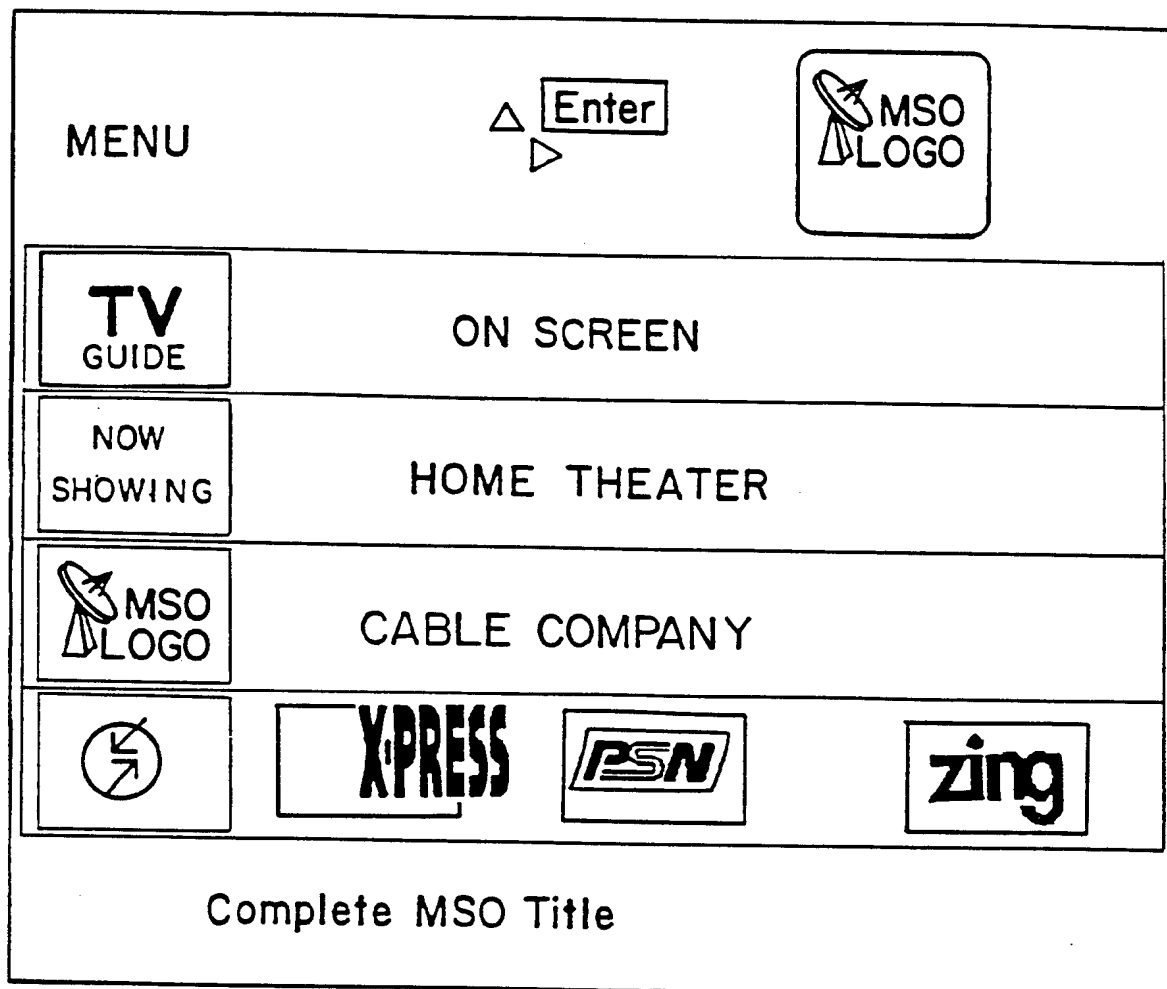 MENU
Enter
MSO
LOGO
TV
GUIDE
ON SCREEN
NOW
SHOWING
HOME THEATER
MSO
LOGO
CABLE COMPANY
X·PRESS
PSN
zing
Complete MSO Title